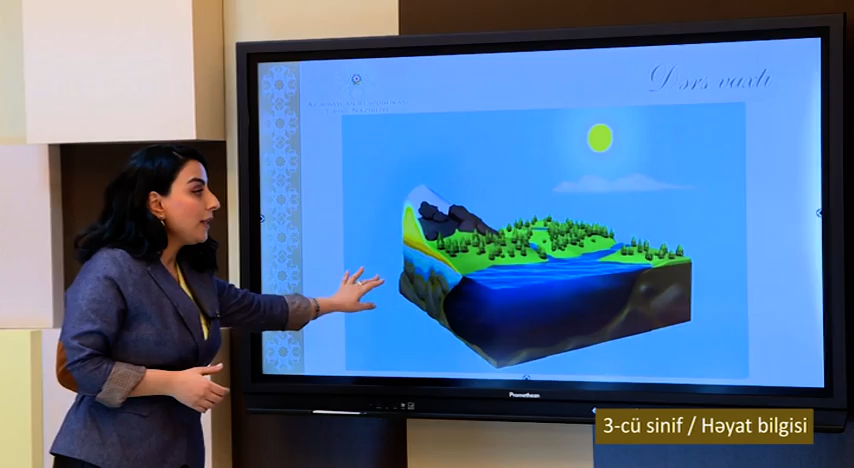 Dərs vaxtı
Promethean
3-cü sinif / Həyat bilgisi